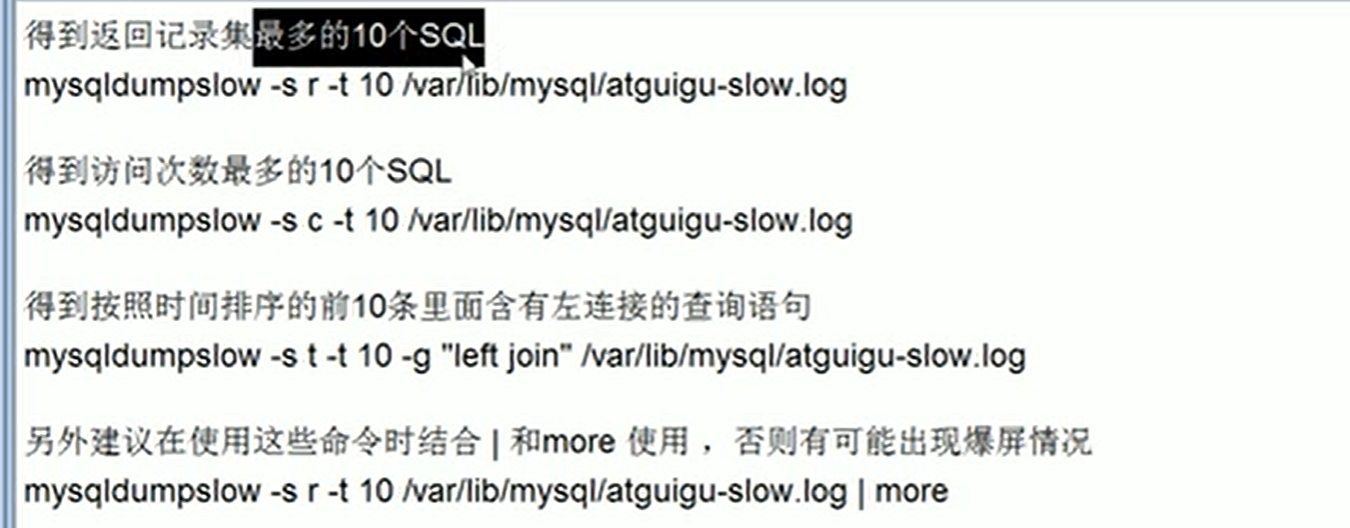 得到返回记录集最多的10个SQL
mysqldumpslow -s r -t 10 /var/lib/mysql/atguigu-slow.log
得到访问次数最多的10个SQL
mysqldumpslow -s c -t 10 /var/lib/mysql/atguigu-slow.log
得到按照时间排序的前10条里面含有左连接的查询语句
mysqldumpslow -s t -t 10 -g "left join" /var/lib/mysql/atguigu-slow.log
另外建议在使用这些命令时结合 | 和more 使用 ，否则有可能出现爆屏情况
mysqldumpslow -s r -t 10 /var/lib/mysql/atguigu-slow.log | more